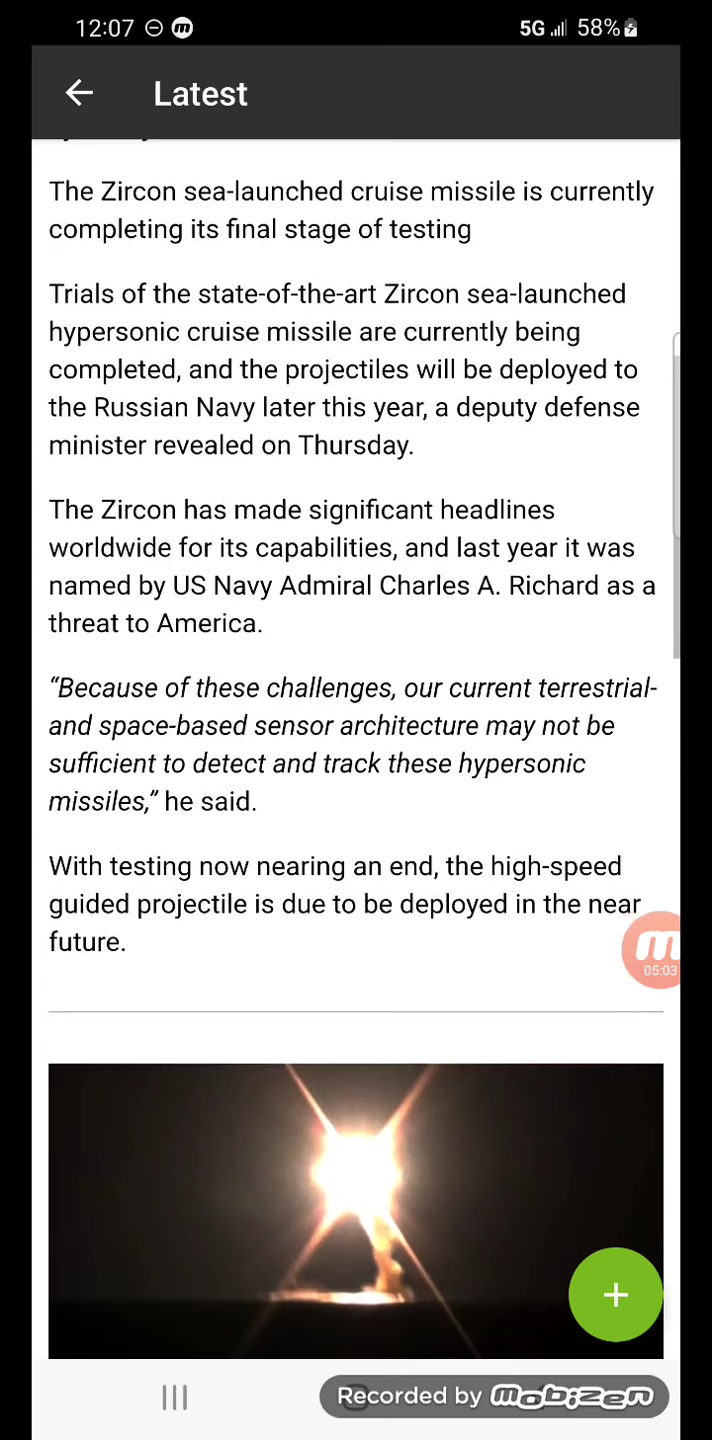 12:07
5G 58%
Latest
The Zircon sea-launched cruise missile is currently
completing its final stage of testing
Trials of the state-of-the-art Zircon sea-launched
hypersonic cruise missile are currently being
completed, and the projectiles will be deployed to
the Russian Navy later this year, a deputy defense
minister revealed on Thursday.
The Zircon has made significant headlines
worldwide for its capabilities, and last year it was
named by US Navy Admiral Charles A. Richard as a
threat to America.
“Because of these challenges, our current terrestrial-
and space-based sensor architecture may not be
sufficient to detect and track these hypersonic
missiles,” he said.
With testing now nearing an end, the high-speed
guided projectile is due to be deployed in the near
future.
m
05:03
+
Recorded by mobizen